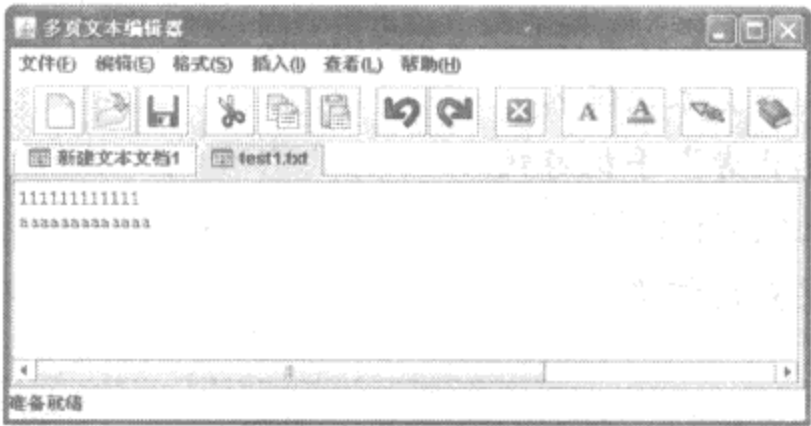 多页文本编辑器
文件(F) 编辑(E) 格式(S) 插入(I) 查看(L) 帮助(H)
A A
新建文本文档1 test1.txt
111111111111
aaaaaaaaaaaaa
准备就绪